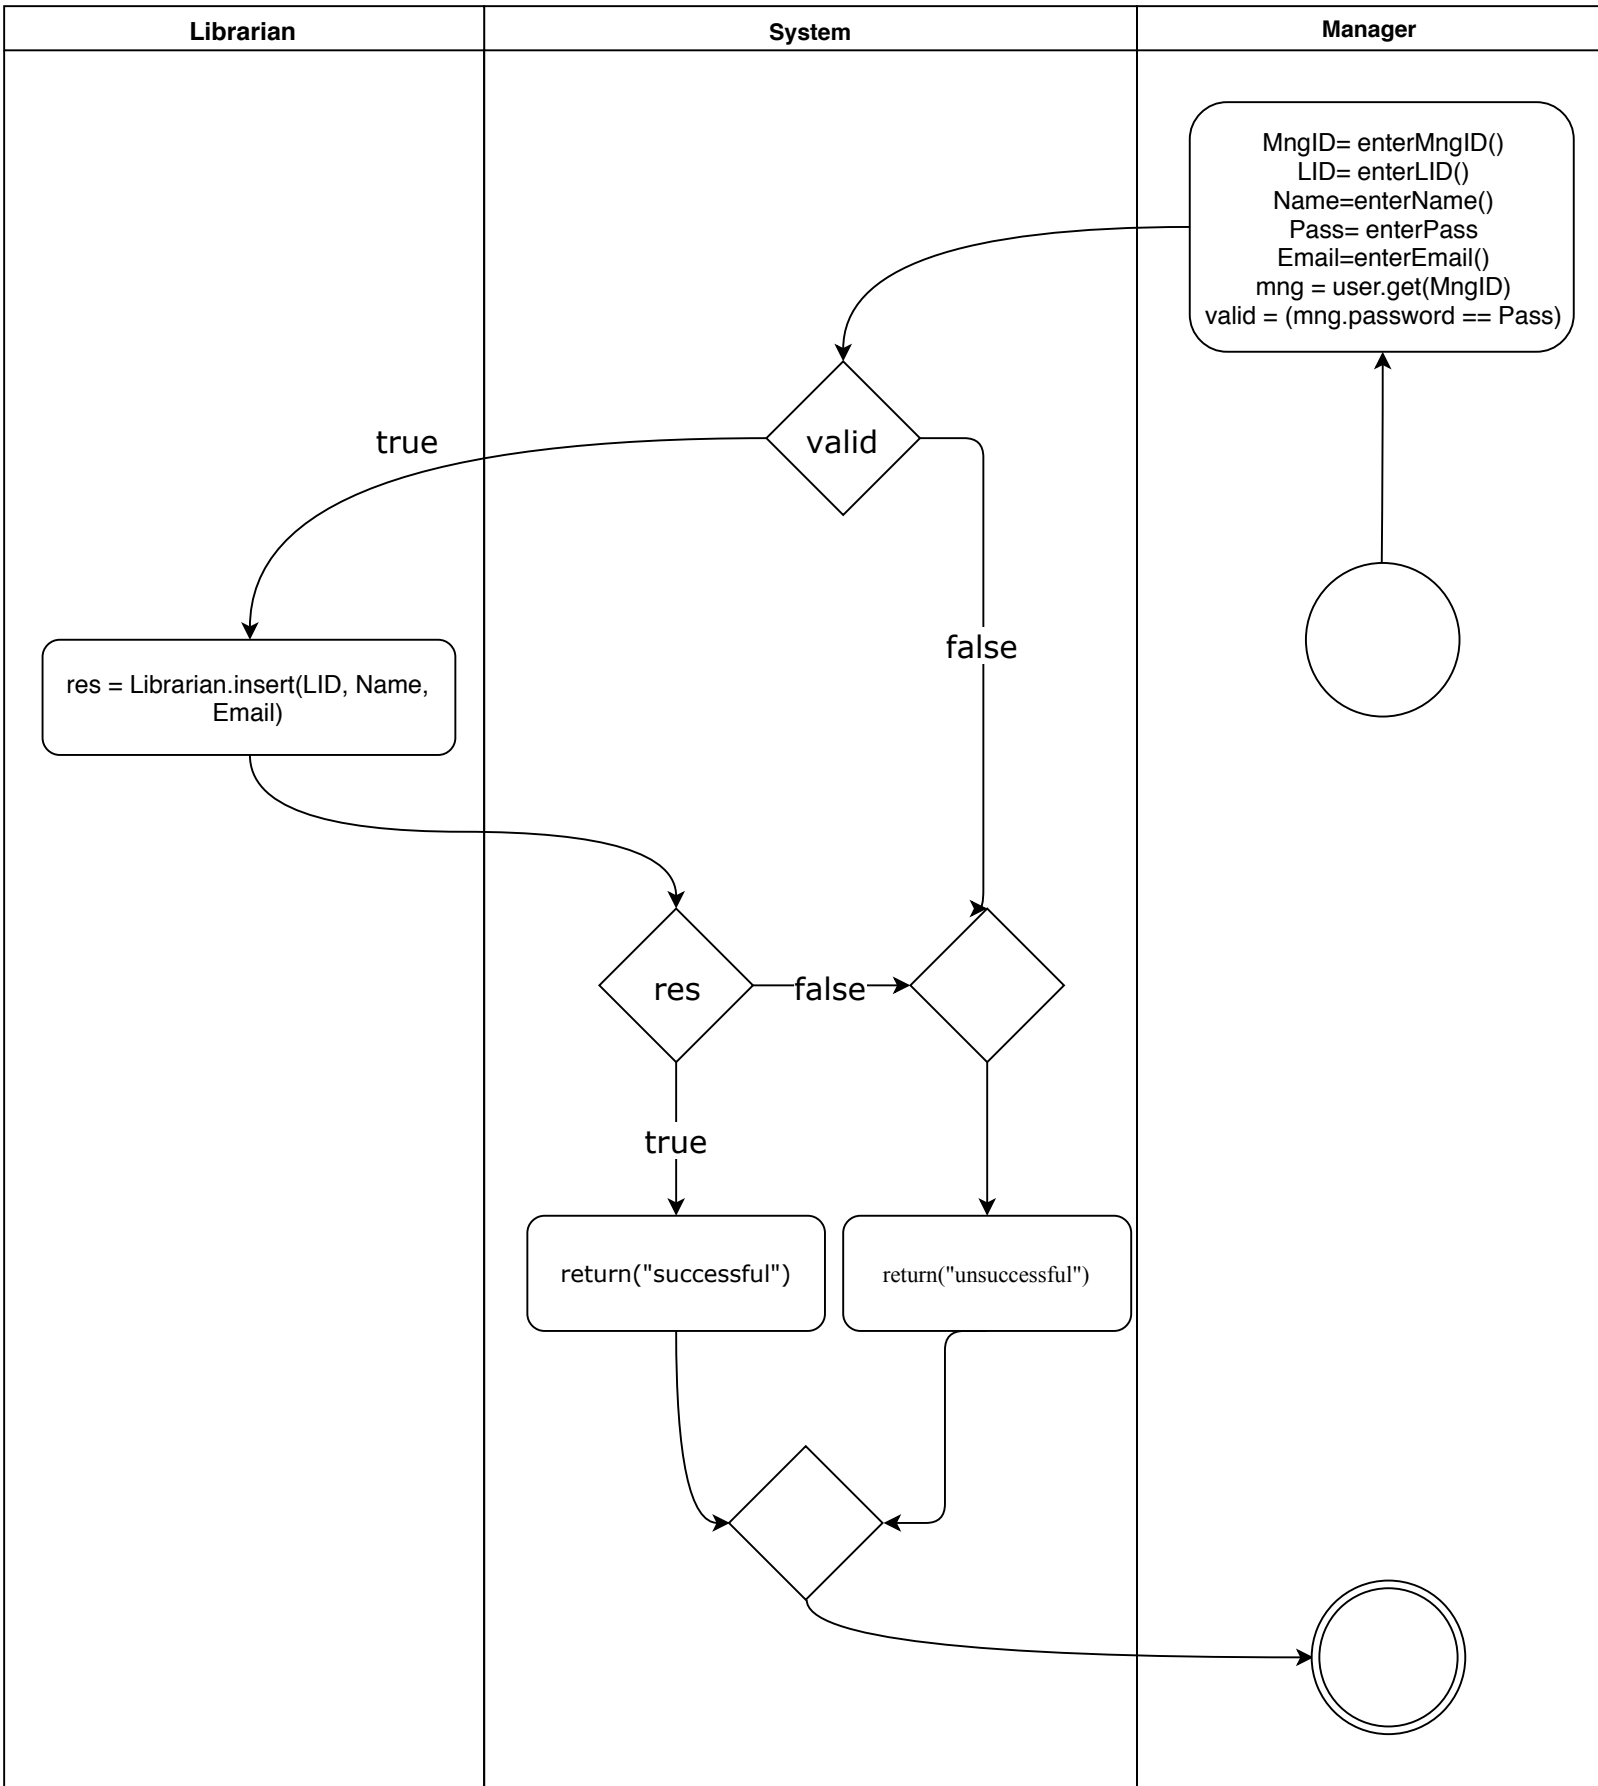 Librarian
System
Manager
MngID= enterMngID()
LID= enterLID()
Name=enterName()
Pass= enterPass
Email=enterEmail()
mng = user.get(MngID)
valid = (mng.password == Pass)
valid
true
false
res = Librarian.insert(LID, Name,
Email)
res
false
true
return("successful")
return("unsuccessful")